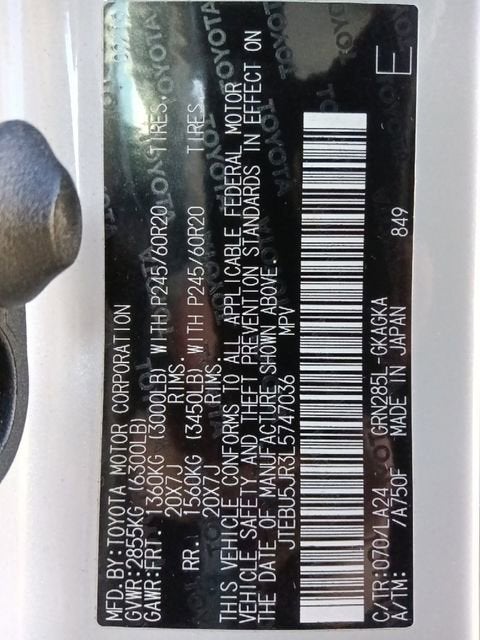 MFD.BY:TOYOTA MOTOR CORPORATION
GVWR:2855KG (6300LB)
GAWR:FRT. 1360KG (3000LB) WITH P245/60R20 TIRES.
20X7J RIMS.
RR. 1560KG (3450LB) WITH P245/60R20 TIRES.
20X7J RIMS.
THIS VEHICLE CONFORMS TO ALL APPLICABLE FEDERAL MOTOR
VEHICLE SAFETY AND THEFT PREVENTION STANDARDS IN EFFECT ON
THE DATE OF MANUFACTURE SHOWN ABOVE.
JTEBU5JR3L5747036 MPV
C/TR:070/LA24 GRN285L -GKAGKA
A/TM: /A750F MADE IN JAPAN 849
E